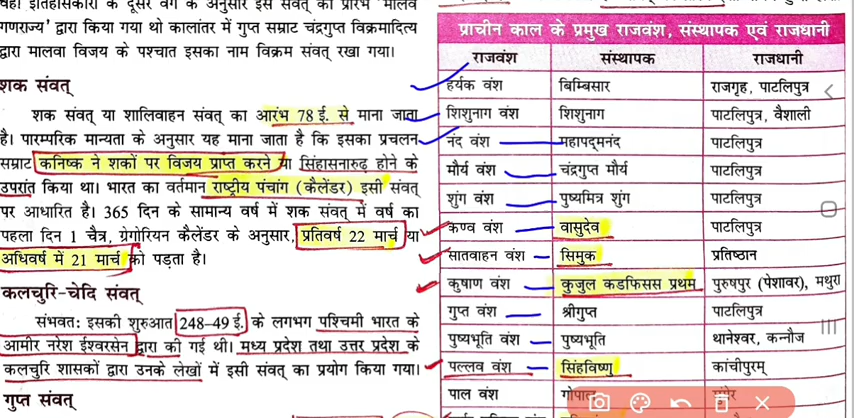 वहीं इतिहासकारों के दूसरे वर्ग के अनुसार इस संवत् का प्रारंभ 'मालव
गणराज्य' द्वारा किया गया थो कालांतर में गुप्त सम्राट चंद्रगुप्त विक्रमादित्य
द्वारा मालवा विजय के पश्चात इसका नाम विक्रम संवत् रखा गया।
शक संवत्
शक संवत् या शालिवाहन संवत् का आरंभ 78 ई. से माना जाता
है। पारम्परिक मान्यता के अनुसार यह माना जाता है कि इसका प्रचलन
सम्राट कनिष्क ने शकों पर विजय प्राप्त करने या सिंहासनारुढ़ होने के
उपरांत किया था। भारत का वर्तमान राष्ट्रीय पंचांग (कैलेंडर) इसी संवत्
पर आधारित है। 365 दिन के सामान्य वर्ष में शक संवत् में वर्ष का
पहला दिन 1 चैत्र, ग्रेगोरियन कैलेंडर के अनुसार, प्रतिवर्ष 22 मार्च या
अधिवर्ष में 21 मार्च को पड़ता है।
कलचुरि-चेदि संवत्
संभवत: इसकी शुरुआत 248-49 ई. के लगभग पश्चिमी भारत के
आमीर नरेश ईश्वरसेन द्वारा की गई थी। मध्य प्रदेश तथा उत्तर प्रदेश के
कलचुरि शासकों द्वारा उनके लेखों में इसी संवत् का प्रयोग किया गया।
गुप्त संवत्
प्राचीन काल के प्रमुख राजवंश, संस्थापक एवं राजधानी
राजवंश संस्थापक राजधानी
हर्यक वंश बिम्बिसार राजगृह, पाटलिपुत्र
शिशुनाग वंश शिशुनाग पाटलिपुत्र, वैशाली
नंद वंश महापद्मनंद पाटलिपुत्र
मौर्य वंश चंद्रगुप्त मौर्य पाटलिपुत्र
शुंग वंश पुष्यमित्र शुंग पाटलिपुत्र
कण्व वंश वासुदेव पाटलिपुत्र
सातवाहन वंश सिमुक प्रतिष्ठान
कुषाण वंश कुजुल कडफिसस प्रथम पुरुषपुर (पेशावर), मथुरा
गुप्त वंश श्रीगुप्त पाटलिपुत्र
पुष्यभूति वंश पुष्यभूति थानेश्वर, कन्नौज
पल्लव वंश सिंहविष्णु कांचीपुरम्
पाल वंश गोपाल मुंगेर